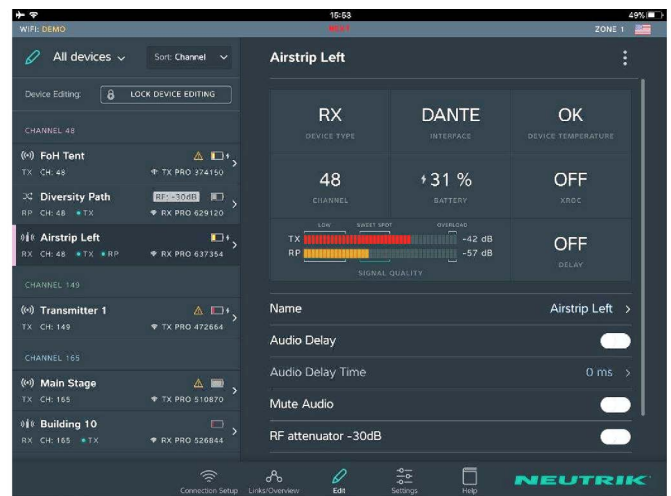 15:53
49%
WIFI: DEMO
ZONE 1
All devices
Sort: Channel
Device Editing:
LOCK DEVICE EDITING
CHANNEL 48
FoH Tent
TX CH: 48
TX PRO 374150
Diversity Path
RF: -30dB
RP CH: 48 TX
RX PRO 629120
Airstrip Left
RX CH: 48 TX RP
RX PRO 637354
CHANNEL 149
Transmitter 1
TX CH: 149
TX PRO 472664
CHANNEL 165
Main Stage
TX CH: 165
TX PRO 510870
Building 10
RX CH: 165 TX
RX PRO 526844
Airstrip Left
RX
DEVICE TYPE
DANTE
INTERFACE
OK
DEVICE TEMPERATURE
48
CHANNEL
31 %
BATTERY
OFF
XROC
LOW SWEET SPOT OVERLOAD
TX -42 dB
RP -57 dB
SIGNAL QUALITY
OFF
DELAY
Name
Airstrip Left
Audio Delay
Audio Delay Time
0 ms
Mute Audio
RF attenuator -30dB
Connection Setup
Links/Overview
Edit
Settings
Help
NEUTRIK